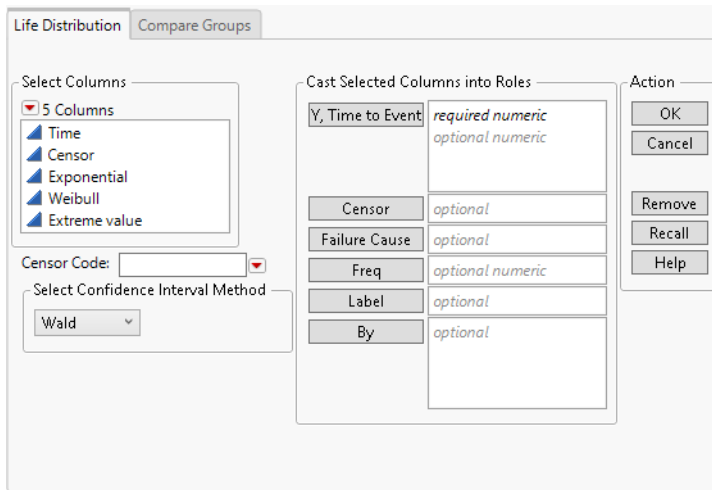 Life Distribution
Compare Groups
Select Columns
5 Columns
Time
Censor
Exponential
Weibull
Extreme value
Censor Code:
Select Confidence Interval Method
Wald
Cast Selected Columns into Roles
Y, Time to Event
required numeric
optional numeric
Censor
optional
Failure Cause
optional
Freq
optional numeric
Label
optional
By
optional
Action
OK
Cancel
Remove
Recall
Help